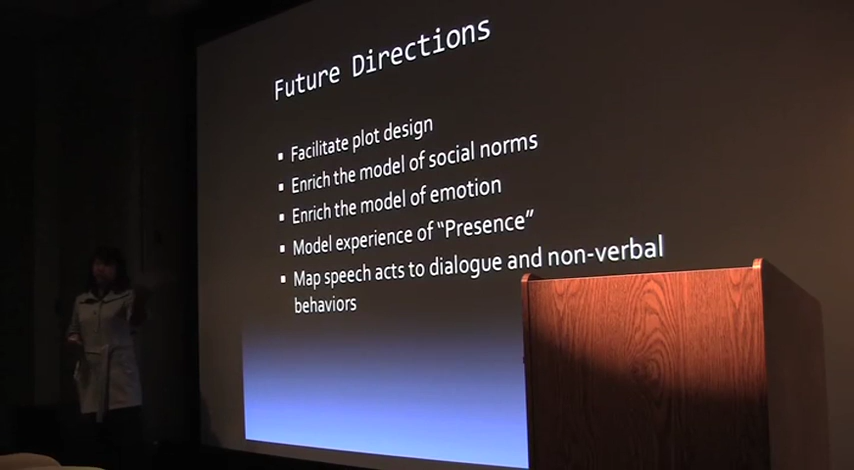 Future Directions
▪ Facilitate plot design
▪ Enrich the model of social norms
▪ Enrich the model of emotion
▪ Model experience of “Presence”
▪ Map speech acts to dialogue and non-verbal
behaviors